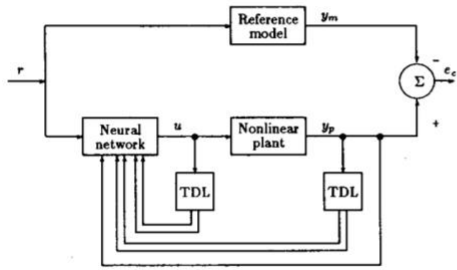 Reference
model
y_m
−
r
Σ
e_c
+
Neural
network
u
Nonlinear
plant
y_p
TDL
TDL